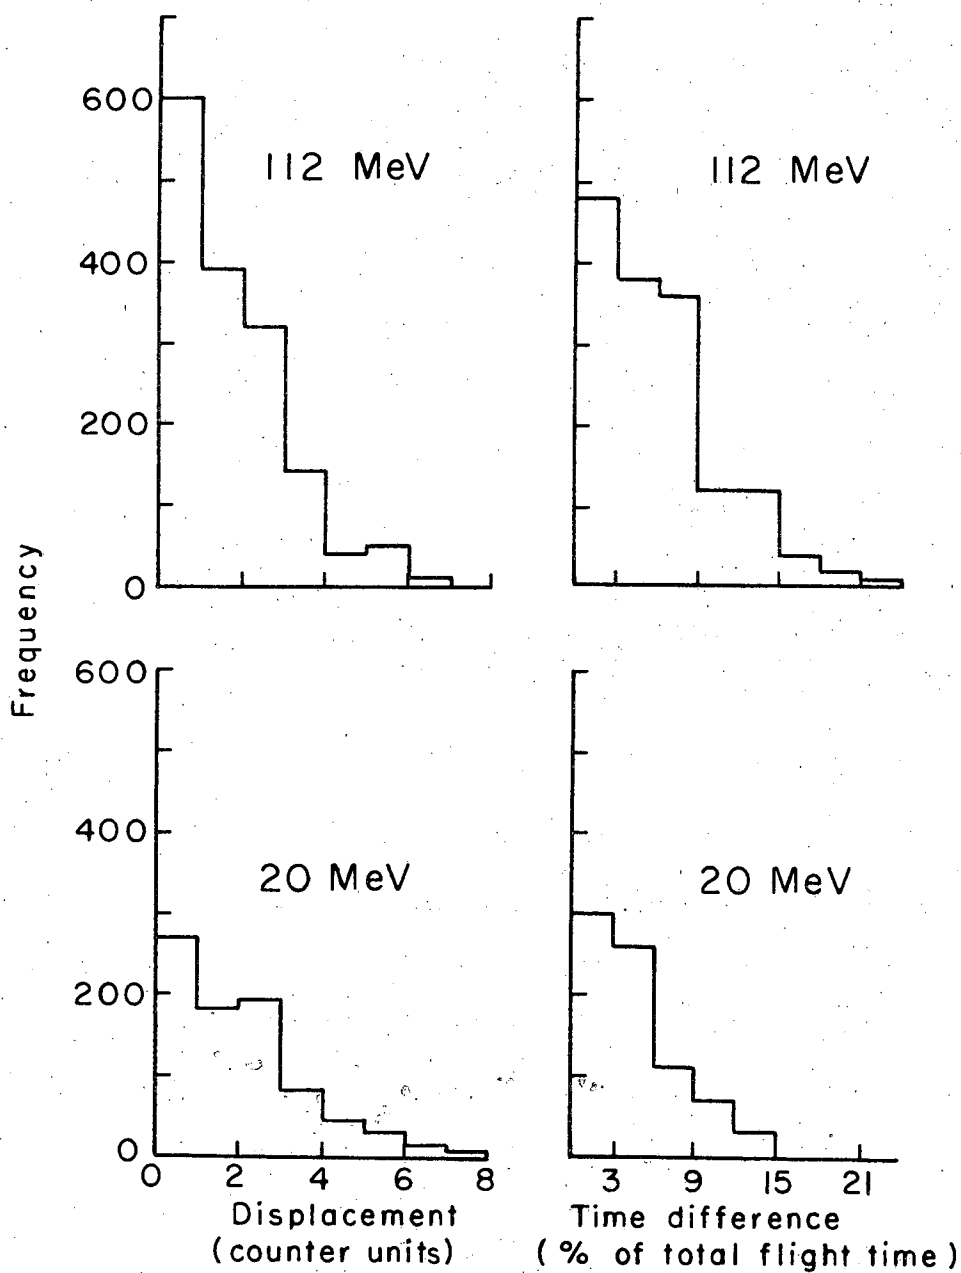 600
400
200
0
112 MeV
112 MeV
Frequency
600
400
200
0
20 MeV
20 MeV
0 2 4 6 8
3 9 15 21
Displacement
(counter units)
Time difference
(% of total flight time)